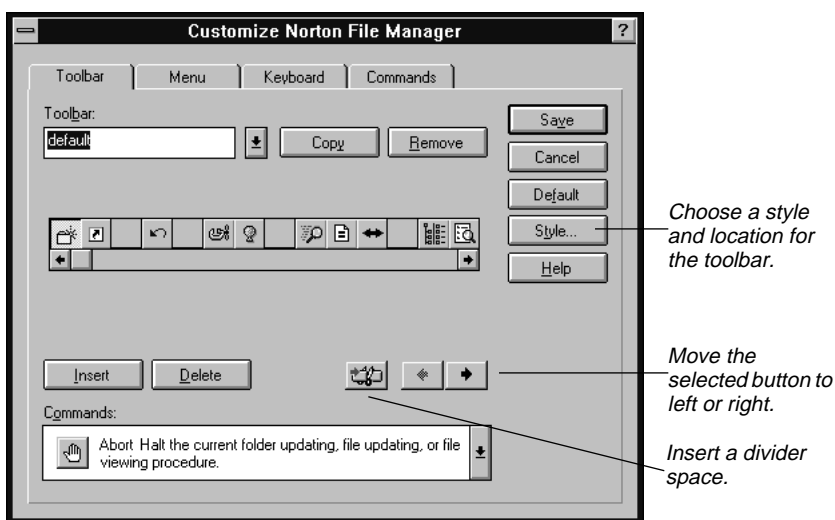 Customize Norton File Manager
?
Toolbar Menu Keyboard Commands
Toolbar:
default
Copy
Remove
Save
Cancel
Default
Style...
Help
Choose a style
and location for
the toolbar.
Insert
Delete
Move the
selected button to
left or right.
Commands:
Abort Halt the current folder updating, file updating, or file
viewing procedure.
Insert a divider
space.